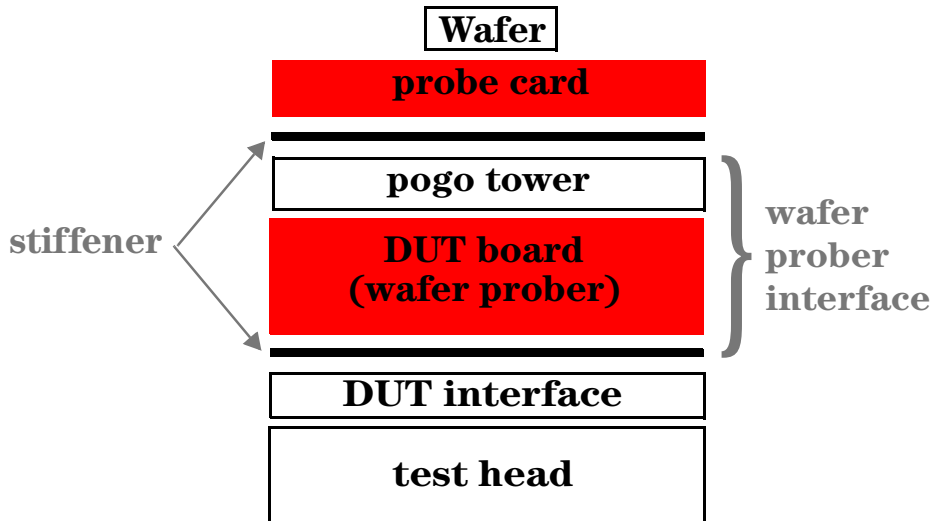 Wafer
probe card
pogo tower
stiffener
DUT board
(wafer prober)
wafer
prober
interface
DUT interface
test head